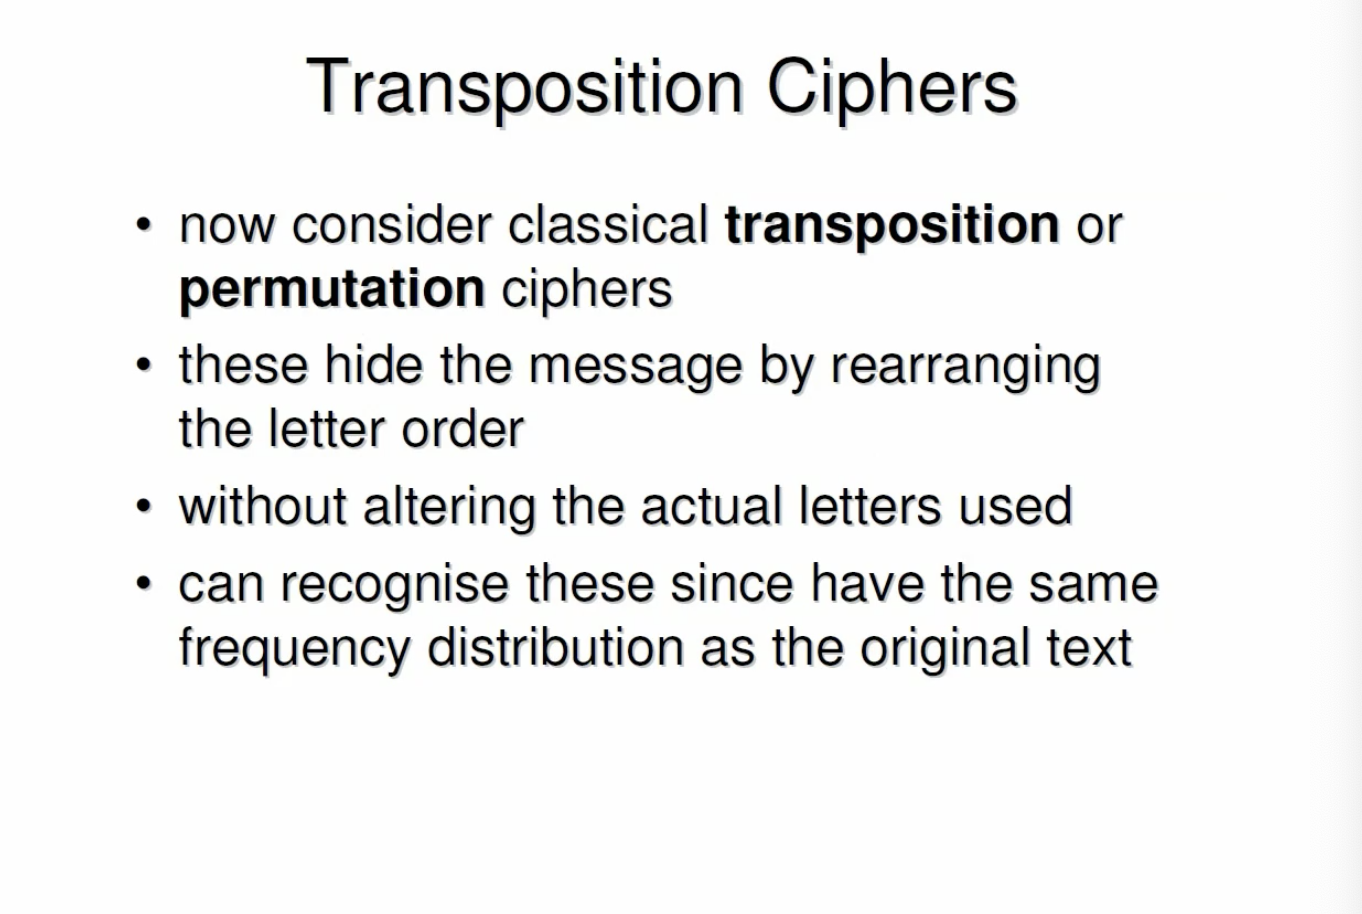 Transposition Ciphers
• now consider classical transposition or
permutation ciphers
• these hide the message by rearranging
the letter order
• without altering the actual letters used
• can recognise these since have the same
frequency distribution as the original text